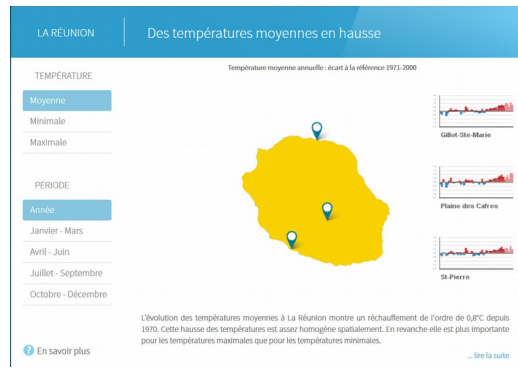 LA RÉUNION
Des températures moyennes en hausse
TEMPÉRATURE
Moyenne
Minimale
Maximale
PÉRIODE
Année
Janvier - Mars
Avril - Juin
Juillet - Septembre
Octobre - Décembre
En savoir plus
Température moyenne annuelle : écart à la référence 1971-2000
Gillot-Ste-Marie
Plaine des Cafres
St-Pierre
L'évolution des températures moyennes à La Réunion montre un réchauffement de l'ordre de 0,8°C depuis
1970. Cette hausse des températures est assez homogène spatialement. En revanche elle est plus importante
pour les températures maximales que pour les températures minimales.
... lire la suite